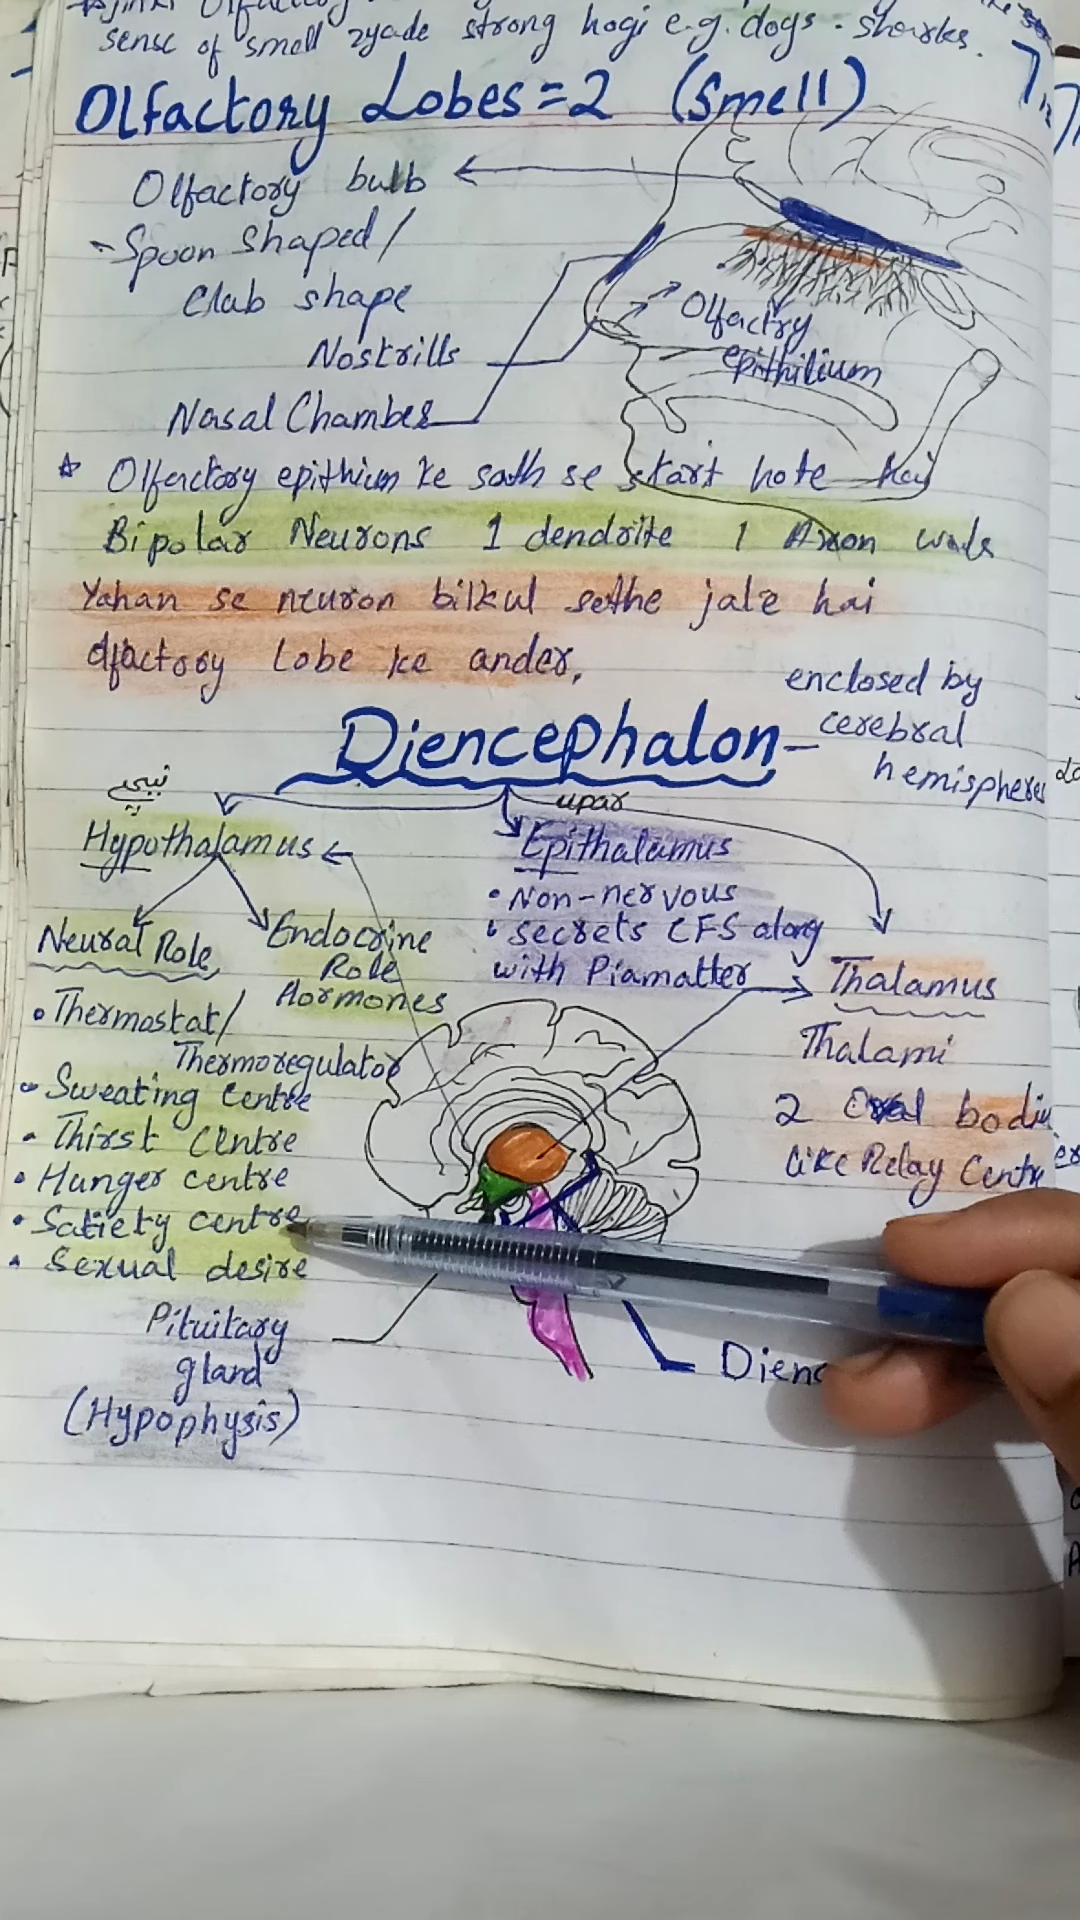 sense of smell zyade strong hogi e.g. dogs. sharks.
Olfactory Lobes = 2 (Smell)
Olfactory bulb
- Spoon shaped /
Club shape
Nostrills
Nasal Chamber
Olfactry
epithilium
* Olfactory epithium ke sath se start hote hai
Bipolar Neurons 1 dendrite 1 Axon wale
Yahan se neuron bilkul sethe jate hai
olfactory Lobe ke ander,
enclosed by
cerebral
hemispheres
Diencephalon -
upar
Hypothalamus
Epithalamus
• Non-nervous
• secrets CFS along
with Piamatter
Neural Role
Endocrine
Role
Hormones
Thalamus
Thalami
2 Oval bodi
like Relay Centr
• Thermostat/
Thermoregulator
• Sweating Centre
• Thirst Centre
• Hunger centre
• Satiety centre
• Sexual desire
Pituitary
gland
(Hypophysis)
Dienc